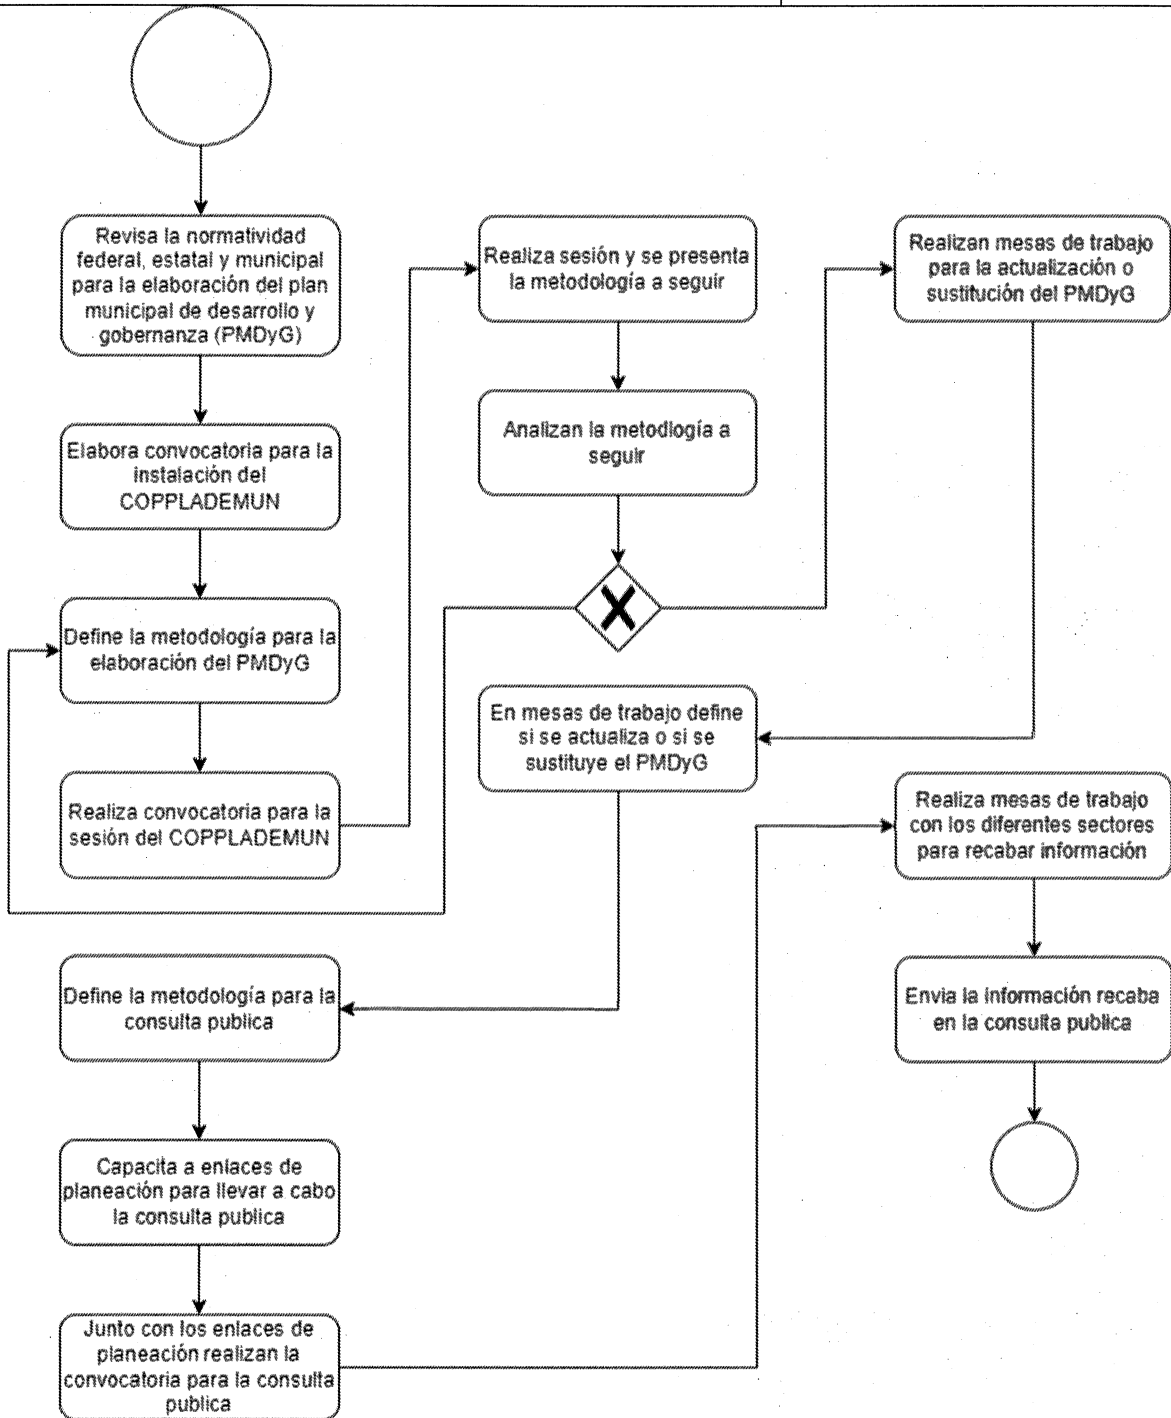 Revisa la normatividad
federal, estatal y municipal
para la elaboración del plan
municipal de desarrollo y
gobernanza (PMDyG)
Elabora convocatoria para la
instalación del
COPPLADEMUN
Define la metodología para la
elaboración del PMDyG
Realiza convocatoria para la
sesión del COPPLADEMUN
Realiza sesión y se presenta
la metodología a seguir
Analizan la metodlogía a
seguir
Realizan mesas de trabajo
para la actualización o
sustitución del PMDyG
En mesas de trabajo define
si se actualiza o si se
sustituye el PMDyG
Define la metodología para la
consulta publica
Capacita a enlaces de
planeación para llevar a cabo
la consulta publica
Junto con los enlaces de
planeación realizan la
convocatoria para la consulta
publica
Realiza mesas de trabajo
con los diferentes sectores
para recabar información
Envia la información recaba
en la consulta publica